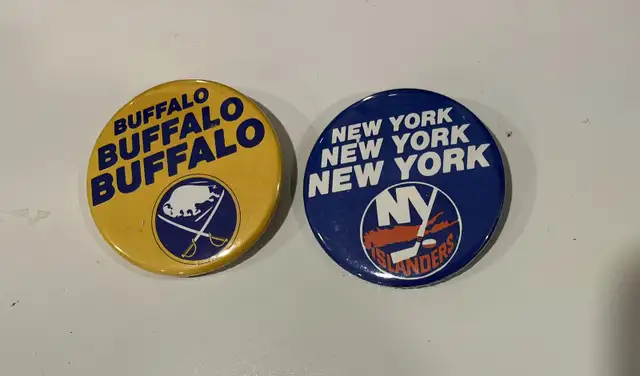 BUFFALO
BUFFALO
BUFFALO
NEW YORK
NEW YORK
NEW YORK
NY
ISLANDERS